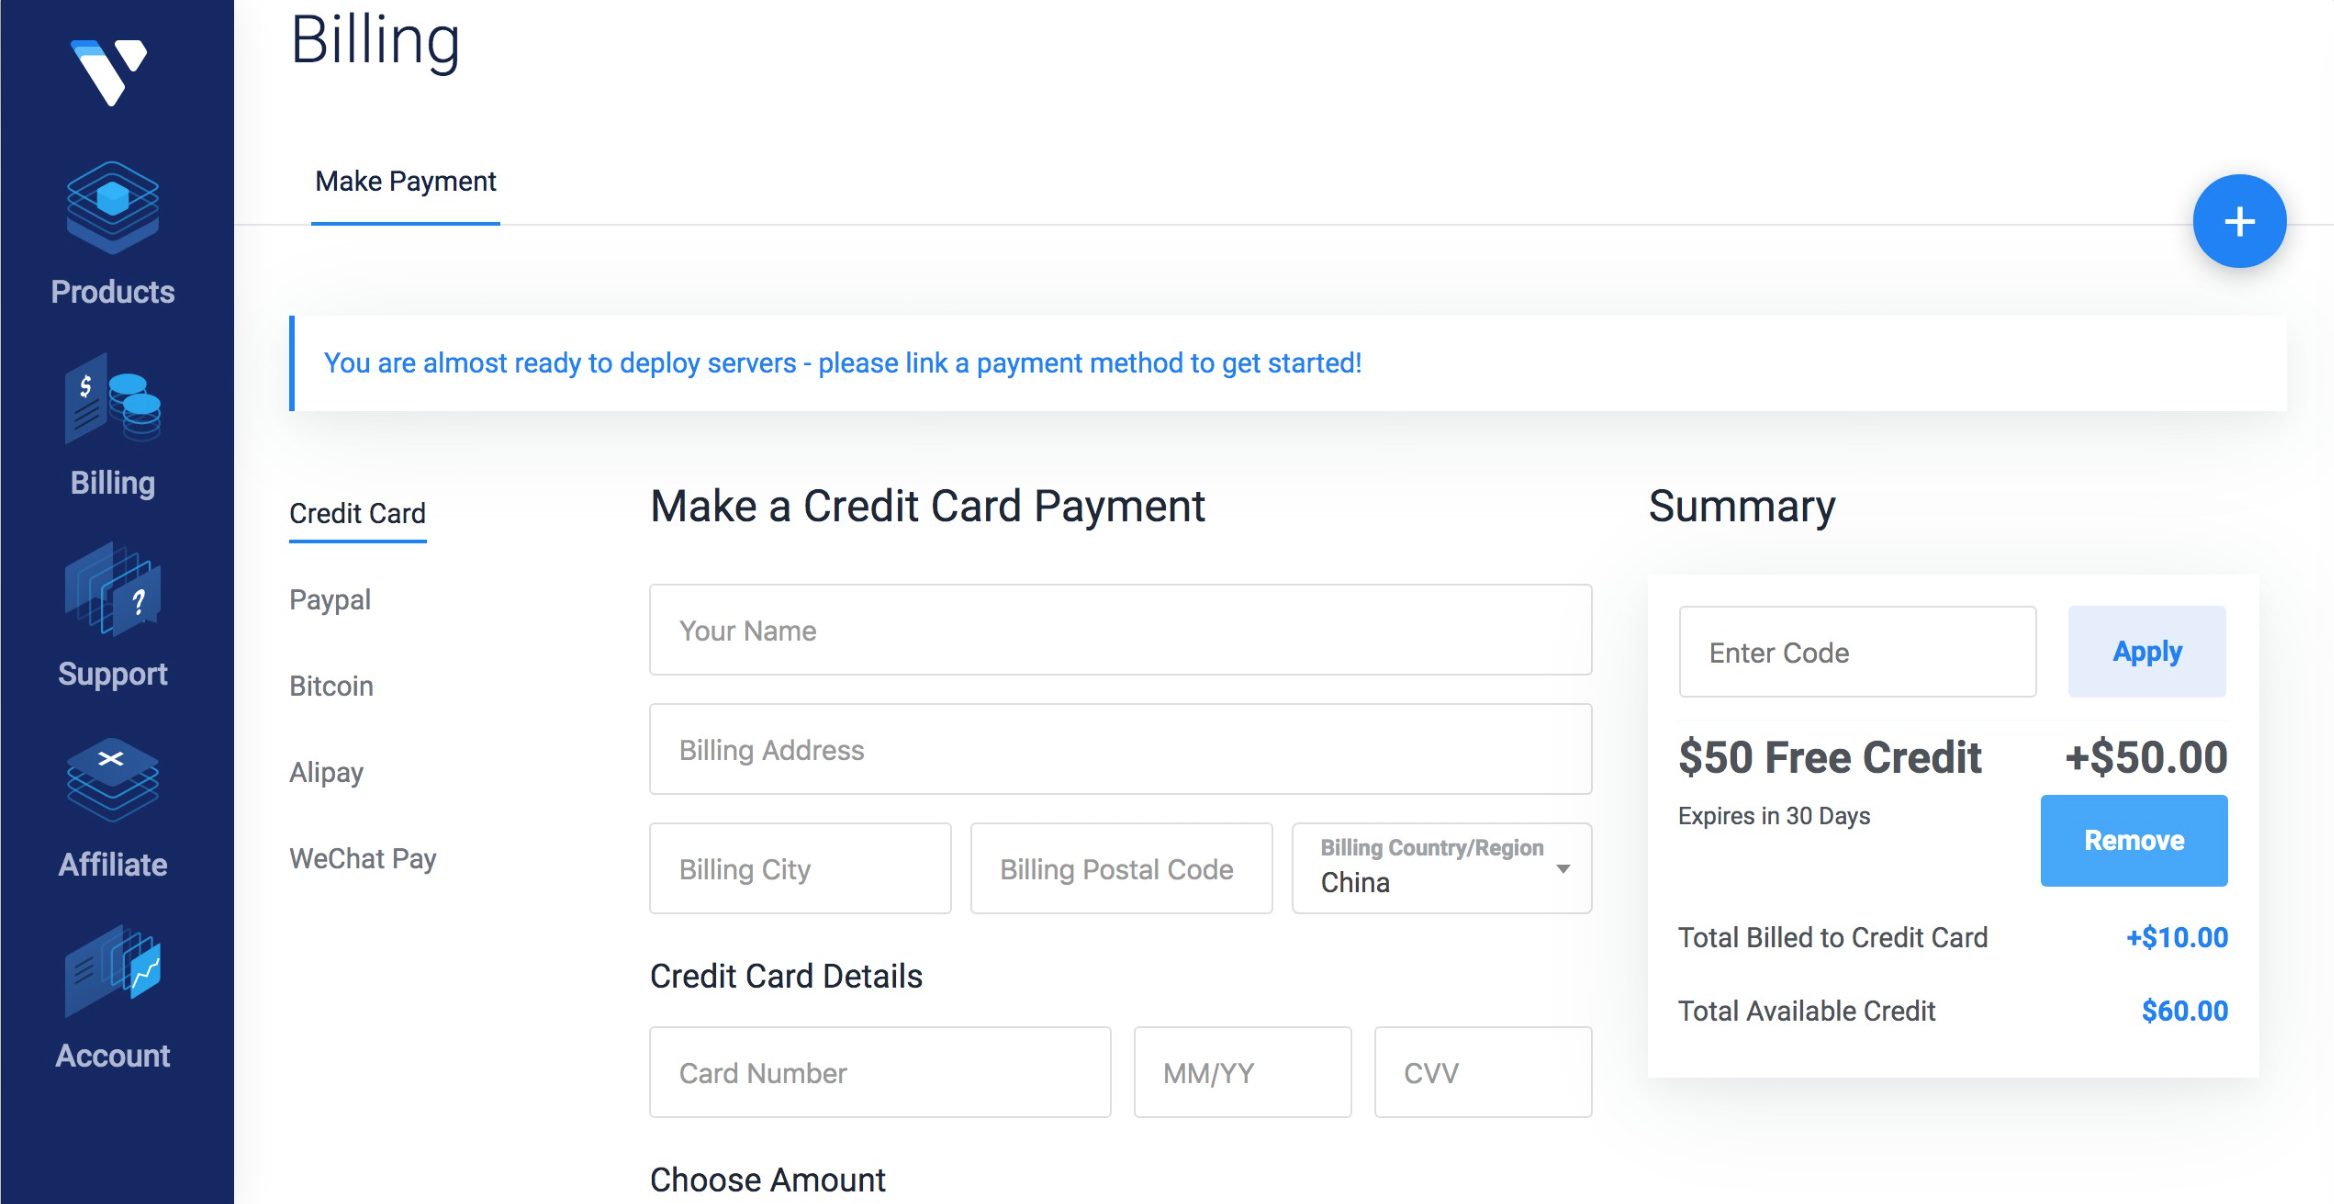 Billing
Make Payment
+
Products
You are almost ready to deploy servers - please link a payment method to get started!
$
Billing
Credit Card
Make a Credit Card Payment
Summary
Paypal
Your Name
Enter Code
Apply
?
Support
Bitcoin
Billing Address
$50 Free Credit
+$50.00
Alipay
Expires in 30 Days
Remove
WeChat Pay
Billing City
Billing Postal Code
Billing Country/Region
China
Affiliate
Total Billed to Credit Card
+$10.00
Credit Card Details
Total Available Credit
$60.00
Account
Card Number
MM/YY
CVV
Choose Amount